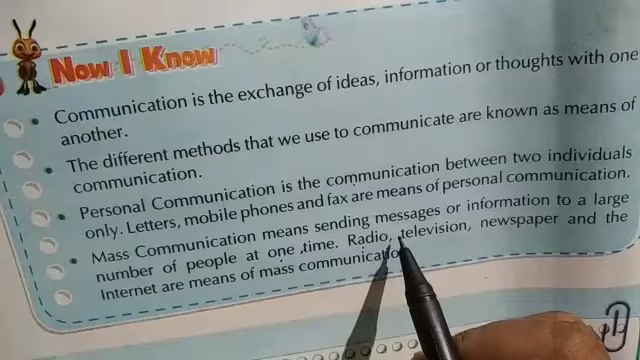 Now I Know
Communication is the exchange of ideas, information or thoughts with one
another.
The different methods that we use to communicate are known as means of
communication.
Personal Communication is the communication between two individuals
only. Letters, mobile phones and fax are means of personal communication.
Mass Communication means sending messages or information to a large
number of people at one time. Radio, television, newspaper and the
Internet are means of mass communication